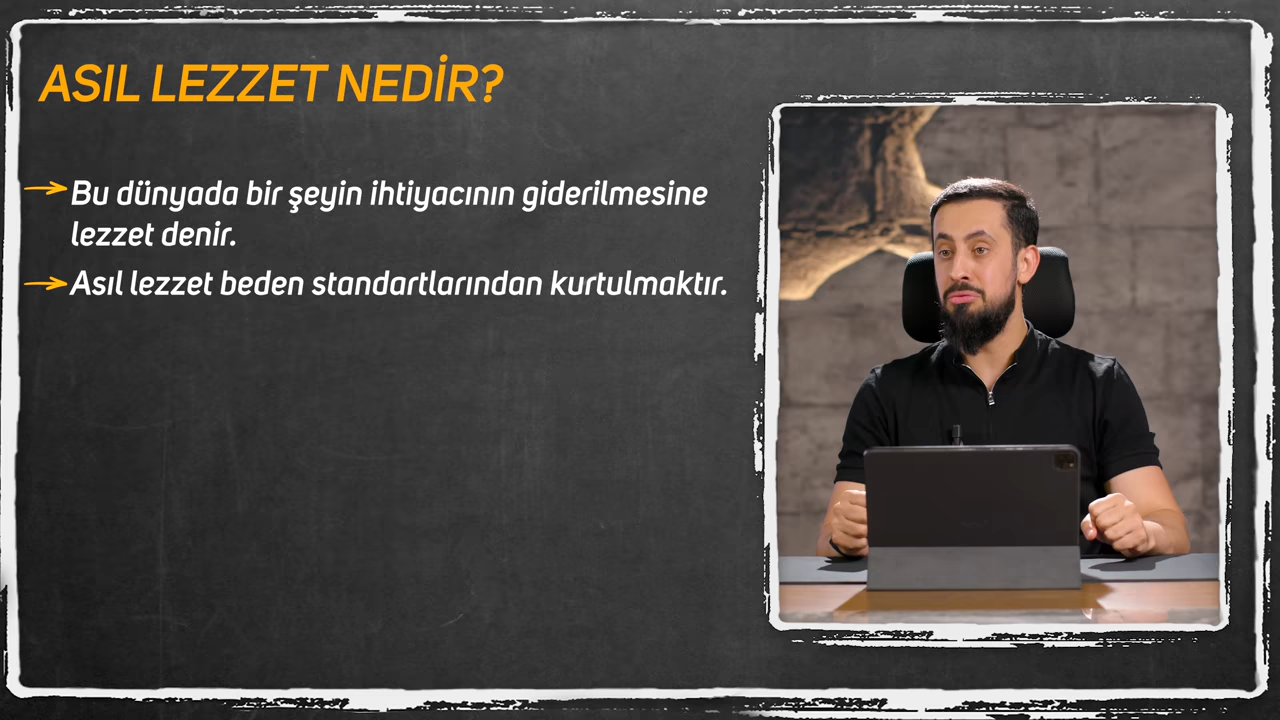 ASIL LEZZET NEDİR?
Bu dünyada bir şeyin ihtiyacının giderilmesine
lezzet denir.
Asıl lezzet beden standartlarından kurtulmaktır.